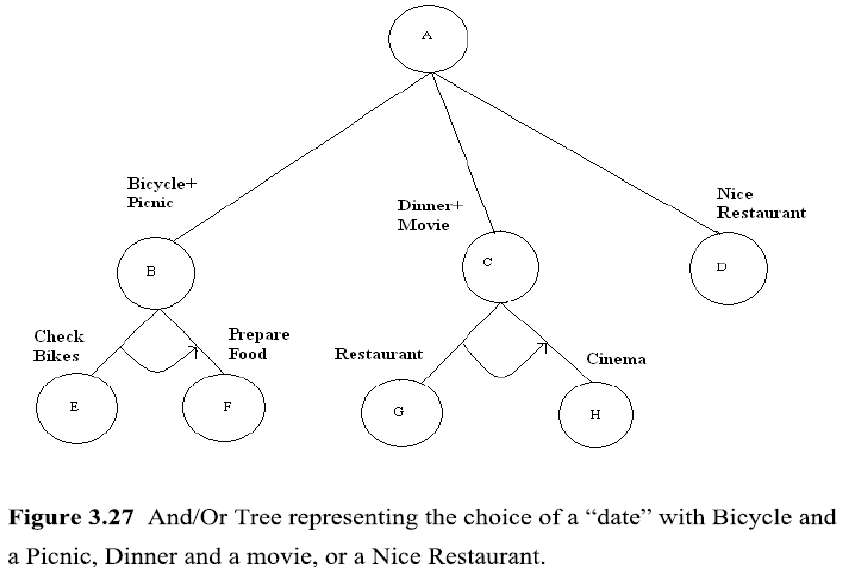 A
Bicycle+
Picnic
Dinner+
Movie
Nice
Restaurant
B
C
D
Check
Bikes
Prepare
Food
Restaurant
Cinema
E
F
G
H
Figure 3.27 And/Or Tree representing the choice of a “date” with Bicycle and
a Picnic, Dinner and a movie, or a Nice Restaurant.